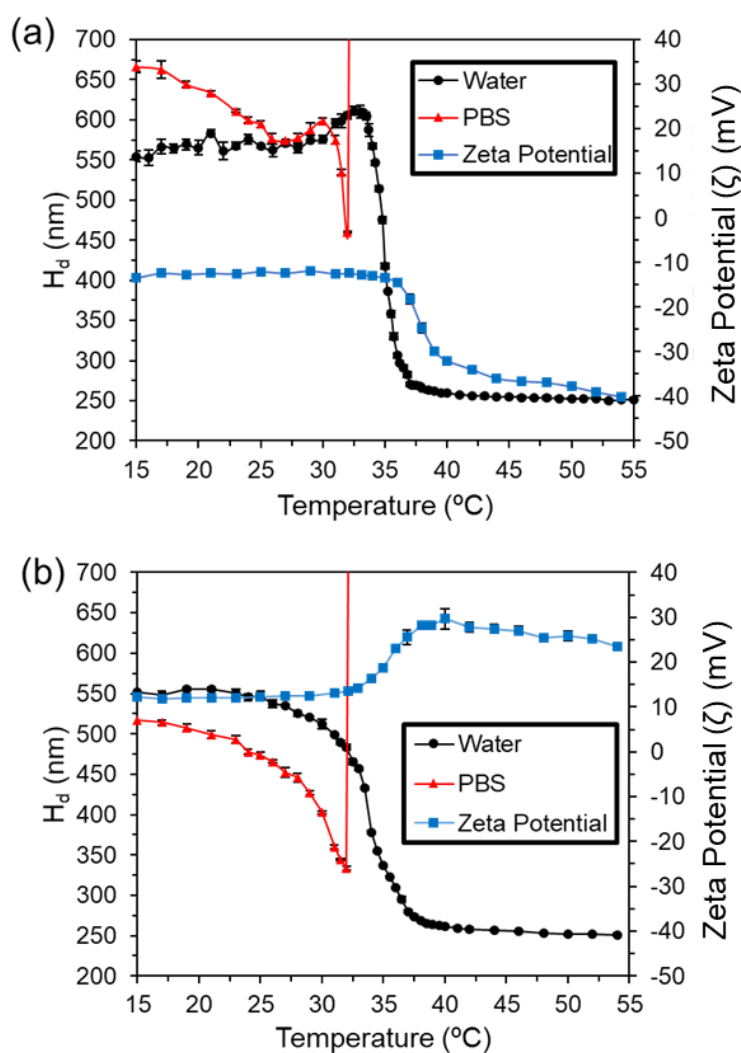 (a)
700
650
600
550
500
450
400
350
300
250
200
H_d (nm)
40
30
20
10
0
-10
-20
-30
-40
-50
Zeta Potential (ζ) (mV)
Water
PBS
Zeta Potential
15 20 25 30 35 40 45 50 55
Temperature (ºC)
(b)
700
650
600
550
500
450
400
350
300
250
200
H_d (nm)
40
30
20
10
0
-10
-20
-30
-40
-50
Zeta Potential (ζ) (mV)
Water
PBS
Zeta Potential
15 20 25 30 35 40 45 50 55
Temperature (ºC)